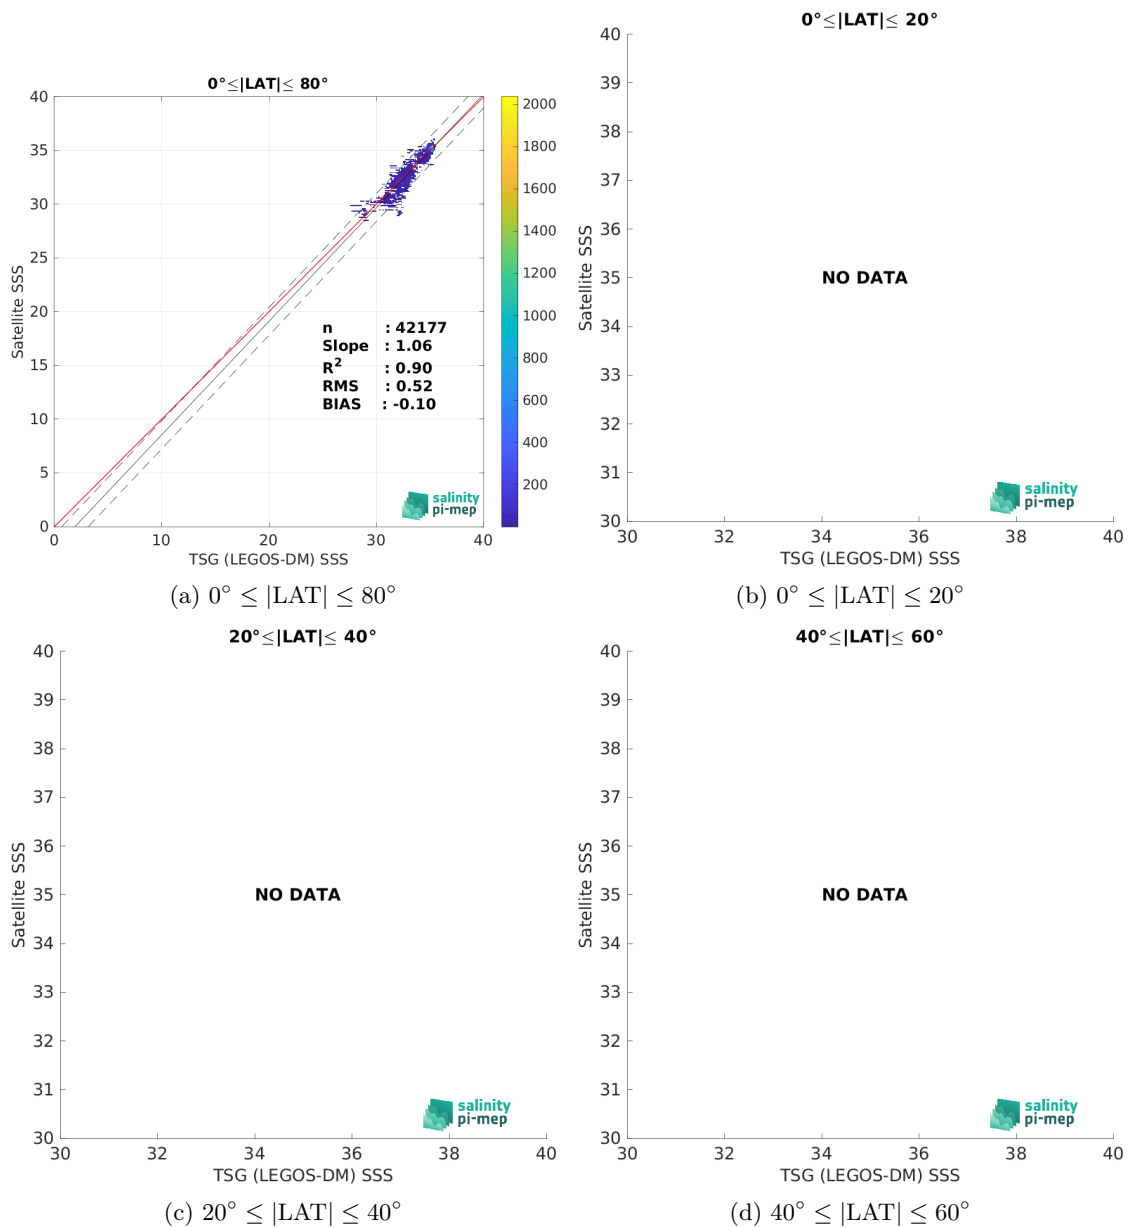 0°≤|LAT|≤ 80°
40
35
30
25
20
15
10
5
0
Satellite SSS
0
10
20
30
40
TSG (LEGOS-DM) SSS
n : 42177
Slope : 1.06
R² : 0.90
RMS : 0.52
BIAS : -0.10
salinity
pi-mep
2000
1800
1600
1400
1200
1000
800
600
400
200
(a) 0° ≤ |LAT| ≤ 80°
0°≤|LAT|≤ 20°
40
39
38
37
36
35
34
33
32
31
30
Satellite SSS
NO DATA
salinity
pi-mep
30
32
34
36
38
40
TSG (LEGOS-DM) SSS
(b) 0° ≤ |LAT| ≤ 20°
20°≤|LAT|≤ 40°
40
39
38
37
36
35
34
33
32
31
30
Satellite SSS
NO DATA
salinity
pi-mep
30
32
34
36
38
40
TSG (LEGOS-DM) SSS
(c) 20° ≤ |LAT| ≤ 40°
40°≤|LAT|≤ 60°
40
39
38
37
36
35
34
33
32
31
30
Satellite SSS
NO DATA
salinity
pi-mep
30
32
34
36
38
40
TSG (LEGOS-DM) SSS
(d) 40° ≤ |LAT| ≤ 60°